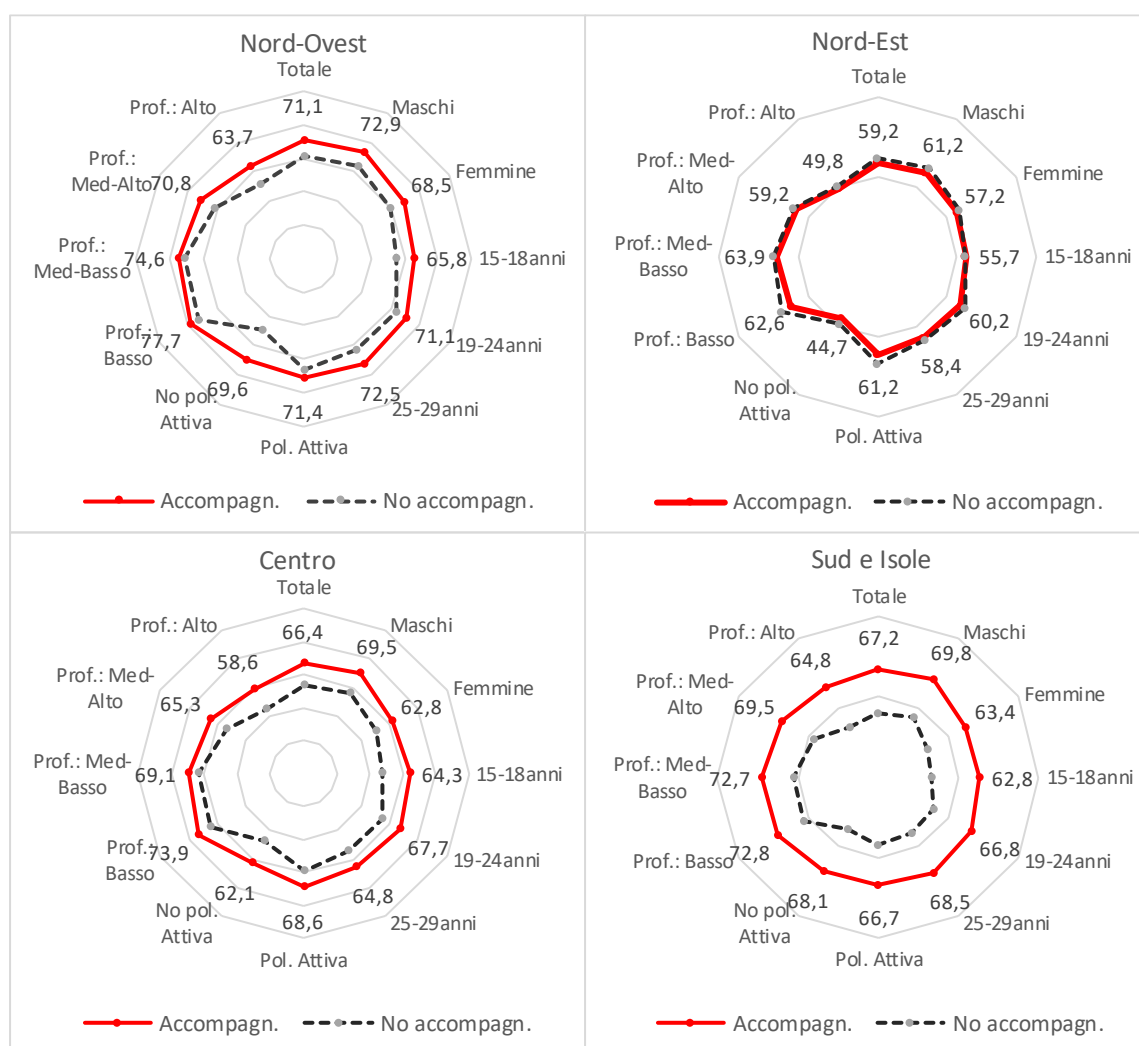 Nord-Ovest
Totale
Prof.: Alto
71,1
Maschi
63,7
72,9
Prof.:
Med-Alto
70,8
68,5
Femmine
Prof.:
Med-Basso
74,6
65,8
15-18anni
Prof.:
Basso
77,7
71,1
19-24anni
No pol.
Attiva
69,6
72,5
25-29anni
71,4
Pol. Attiva
Accompagn.
No accompagn.
Nord-Est
Totale
Prof.: Alto
59,2
Maschi
49,8
61,2
Prof.: Med-
Alto
59,2
57,2
Femmine
Prof.: Med-
Basso
63,9
55,7
15-18anni
62,6
Prof.: Basso
60,2
19-24anni
44,7
58,4
No pol.
Attiva
61,2
25-29anni
Pol. Attiva
Accompagn.
No accompagn.
Centro
Totale
Prof.: Alto
66,4
Maschi
58,6
69,5
Prof.: Med-
Alto
65,3
62,8
Femmine
Prof.: Med-
Basso
69,1
64,3
15-18anni
Prof.:
Basso
73,9
67,7
19-24anni
No pol.
Attiva
62,1
64,8
25-29anni
68,6
Pol. Attiva
Accompagn.
No accompagn.
Sud e Isole
Totale
Prof.: Alto
67,2
Maschi
64,8
69,8
Prof.: Med-
Alto
69,5
63,4
Femmine
Prof.: Med-
Basso
72,7
62,8
15-18anni
Prof.: Basso
72,8
66,8
19-24anni
No pol.
Attiva
68,1
68,5
25-29anni
66,7
Pol. Attiva
Accompagn.
No accompagn.